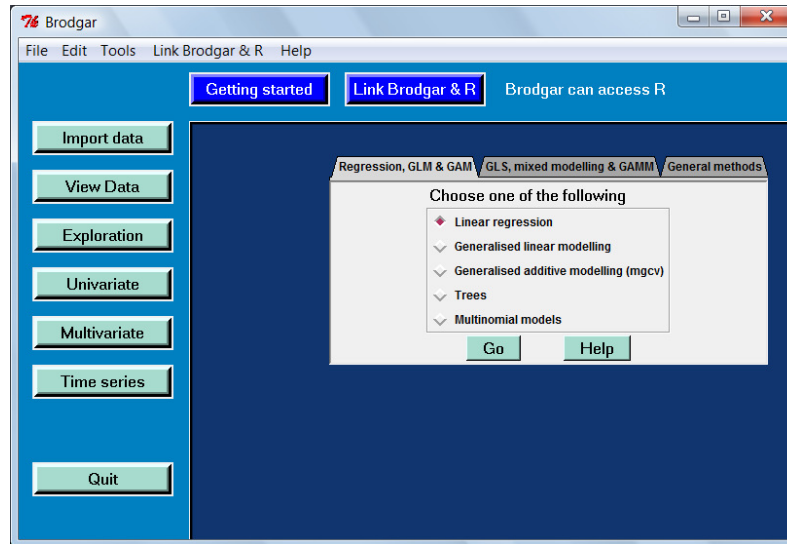 76 Brodgar
File Edit Tools Link Brodgar & R Help
Getting started Link Brodgar & R Brodgar can access R
Import data
View Data
Exploration
Univariate
Multivariate
Time series
Quit
Regression, GLM & GAM GLS, mixed modelling & GAMM General methods
Choose one of the following
Linear regression
Generalised linear modelling
Generalised additive modelling (mgcv)
Trees
Multinomial models
Go Help